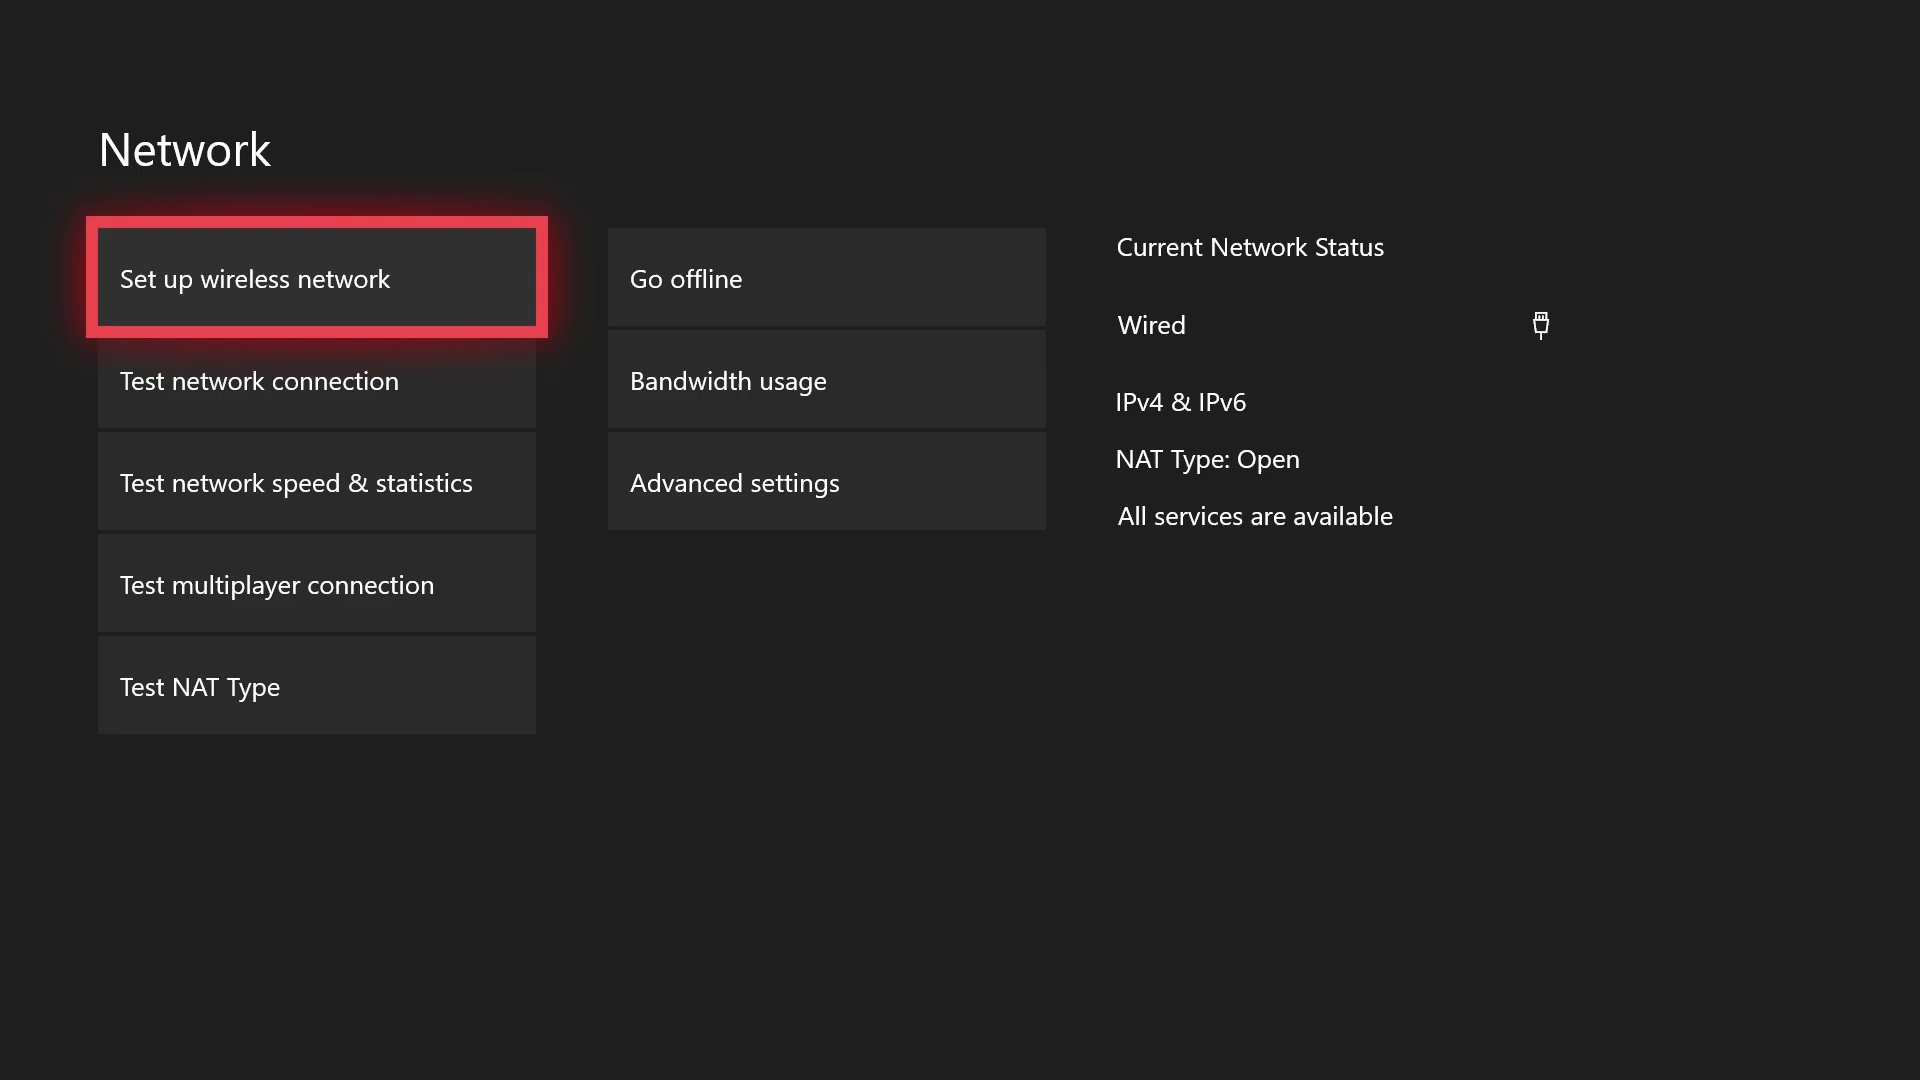 Network
Set up wireless network
Test network connection
Test network speed & statistics
Test multiplayer connection
Test NAT Type
Go offline
Bandwidth usage
Advanced settings
Current Network Status
Wired
IPv4 & IPv6
NAT Type: Open
All services are available